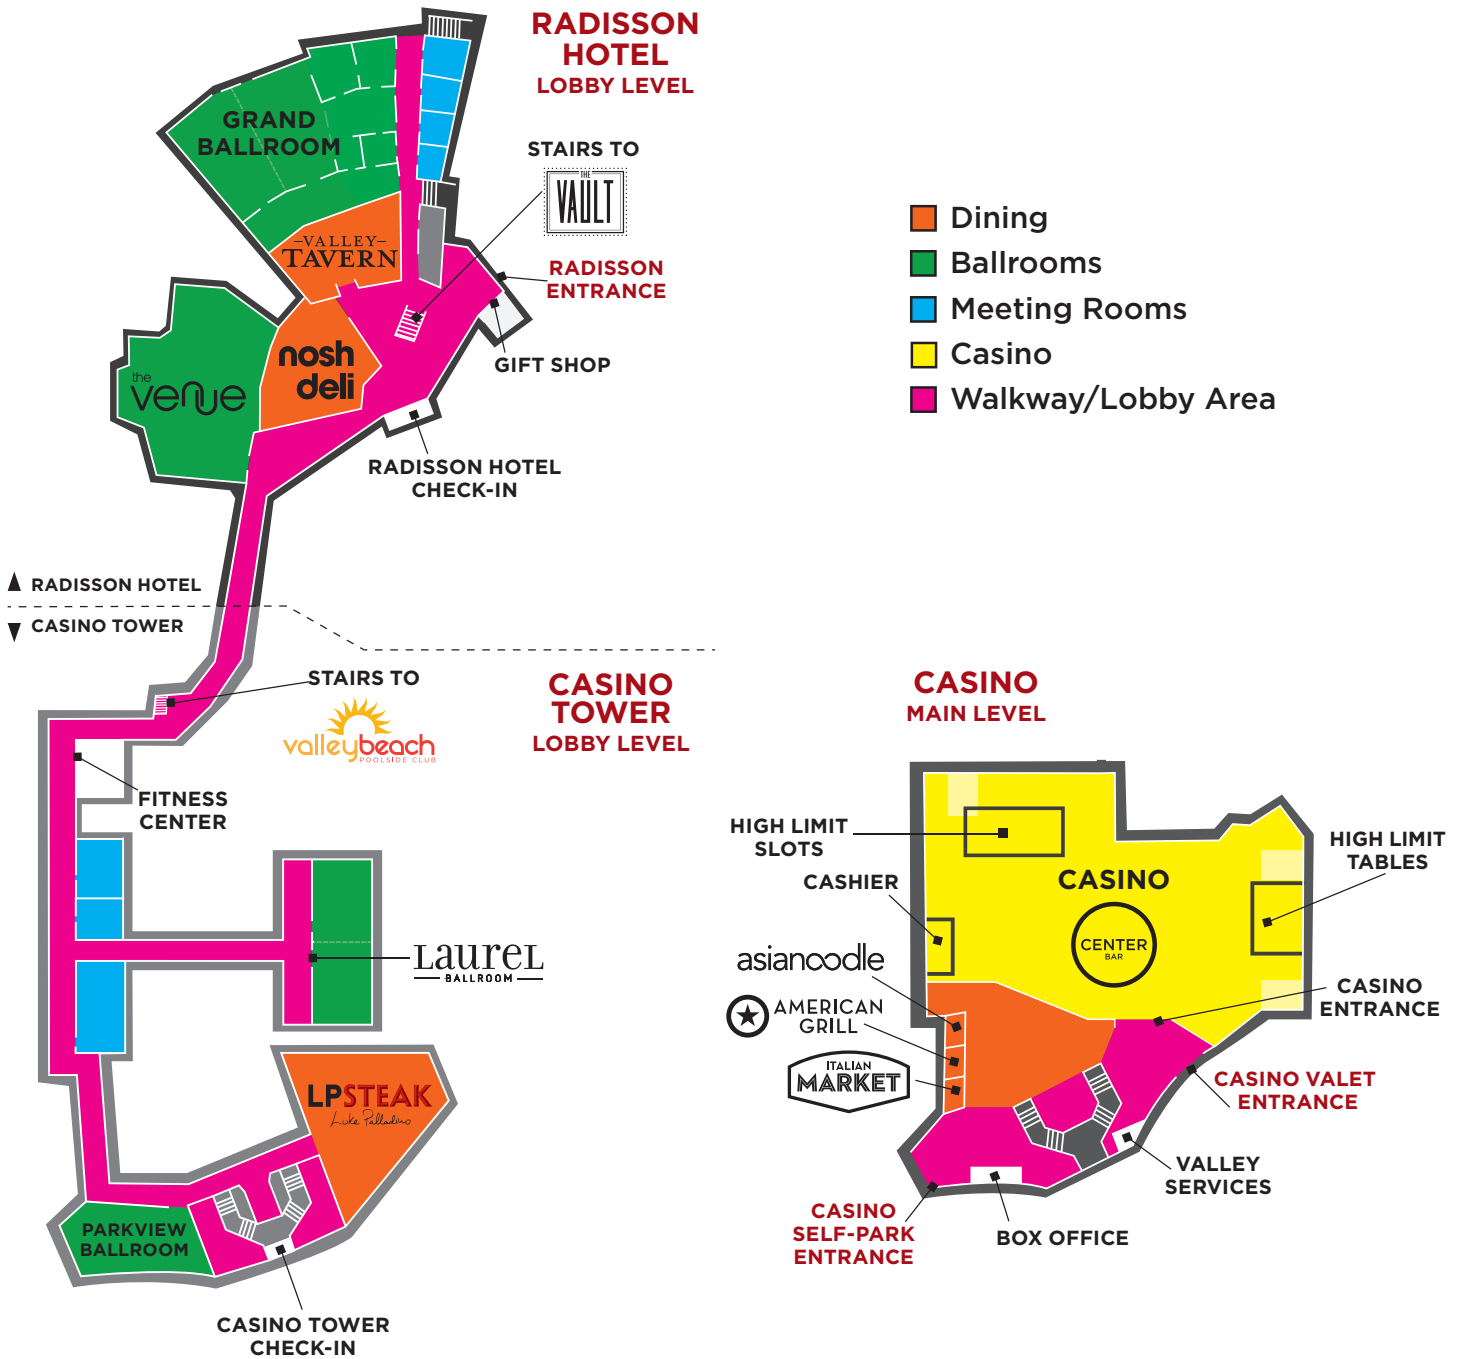 RADISSON
HOTEL
LOBBY LEVEL
GRAND
BALLROOM
STAIRS TO
THE
VAULT
VALLEY
TAVERN
RADISSON
ENTRANCE
nosh
deli
GIFT SHOP
the
venue
RADISSON HOTEL
CHECK-IN
Dining
Ballrooms
Meeting Rooms
Casino
Walkway/Lobby Area
RADISSON HOTEL
CASINO TOWER
STAIRS TO
valleybeach
POOLSIDE CLUB
CASINO
TOWER
LOBBY LEVEL
FITNESS
CENTER
LaureL
BALLROOM
LPSTEAK
Luke Palladino
PARKVIEW
BALLROOM
CASINO TOWER
CHECK-IN
CASINO
MAIN LEVEL
HIGH LIMIT
SLOTS
HIGH LIMIT
TABLES
CASHIER
CASINO
CENTER
BAR
asianoodle
AMERICAN
GRILL
ITALIAN
MARKET
CASINO
ENTRANCE
CASINO VALET
ENTRANCE
VALLEY
SERVICES
CASINO
SELF-PARK
ENTRANCE
BOX OFFICE